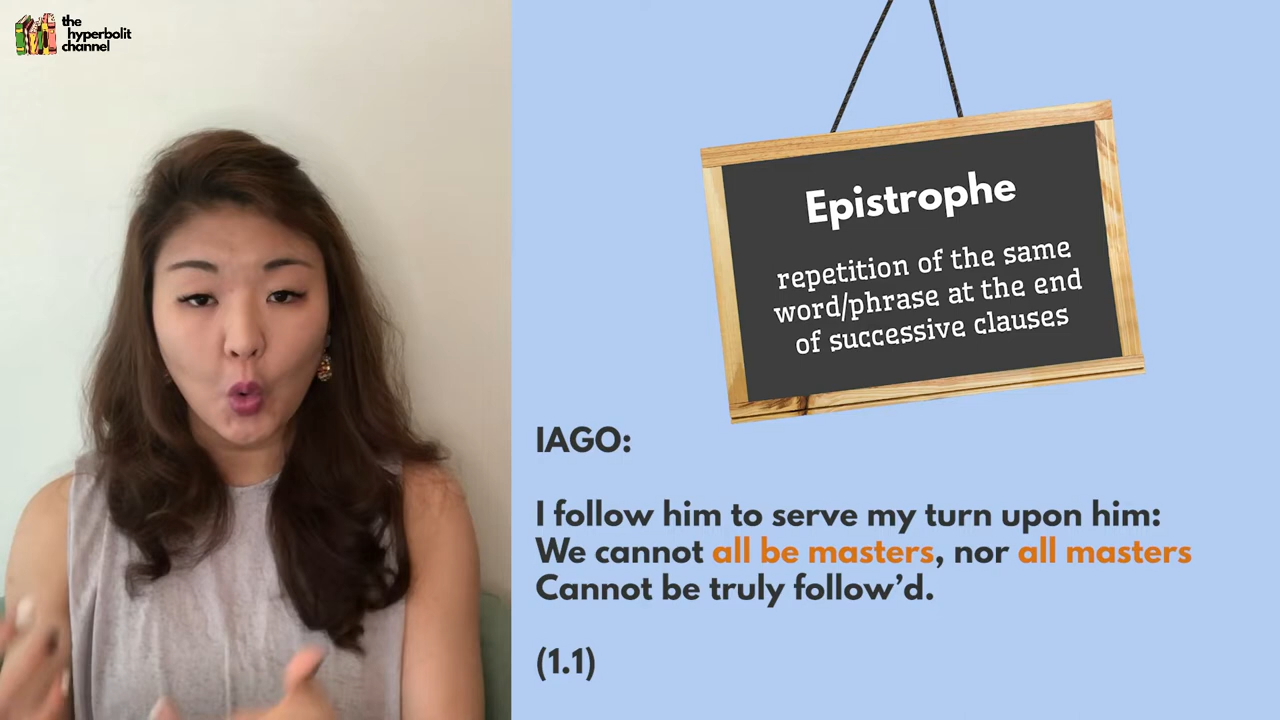 the
hyperbolit
channel
Epistrophe
repetition of the same
word/phrase at the end
of successive clauses
IAGO:
I follow him to serve my turn upon him:
We cannot all be masters, nor all masters
Cannot be truly follow’d.
(1.1)